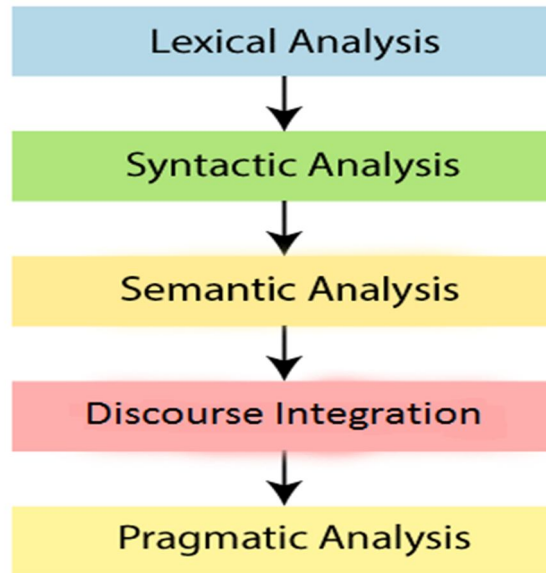 Lexical Analysis
Syntactic Analysis
Semantic Analysis
Discourse Integration
Pragmatic Analysis